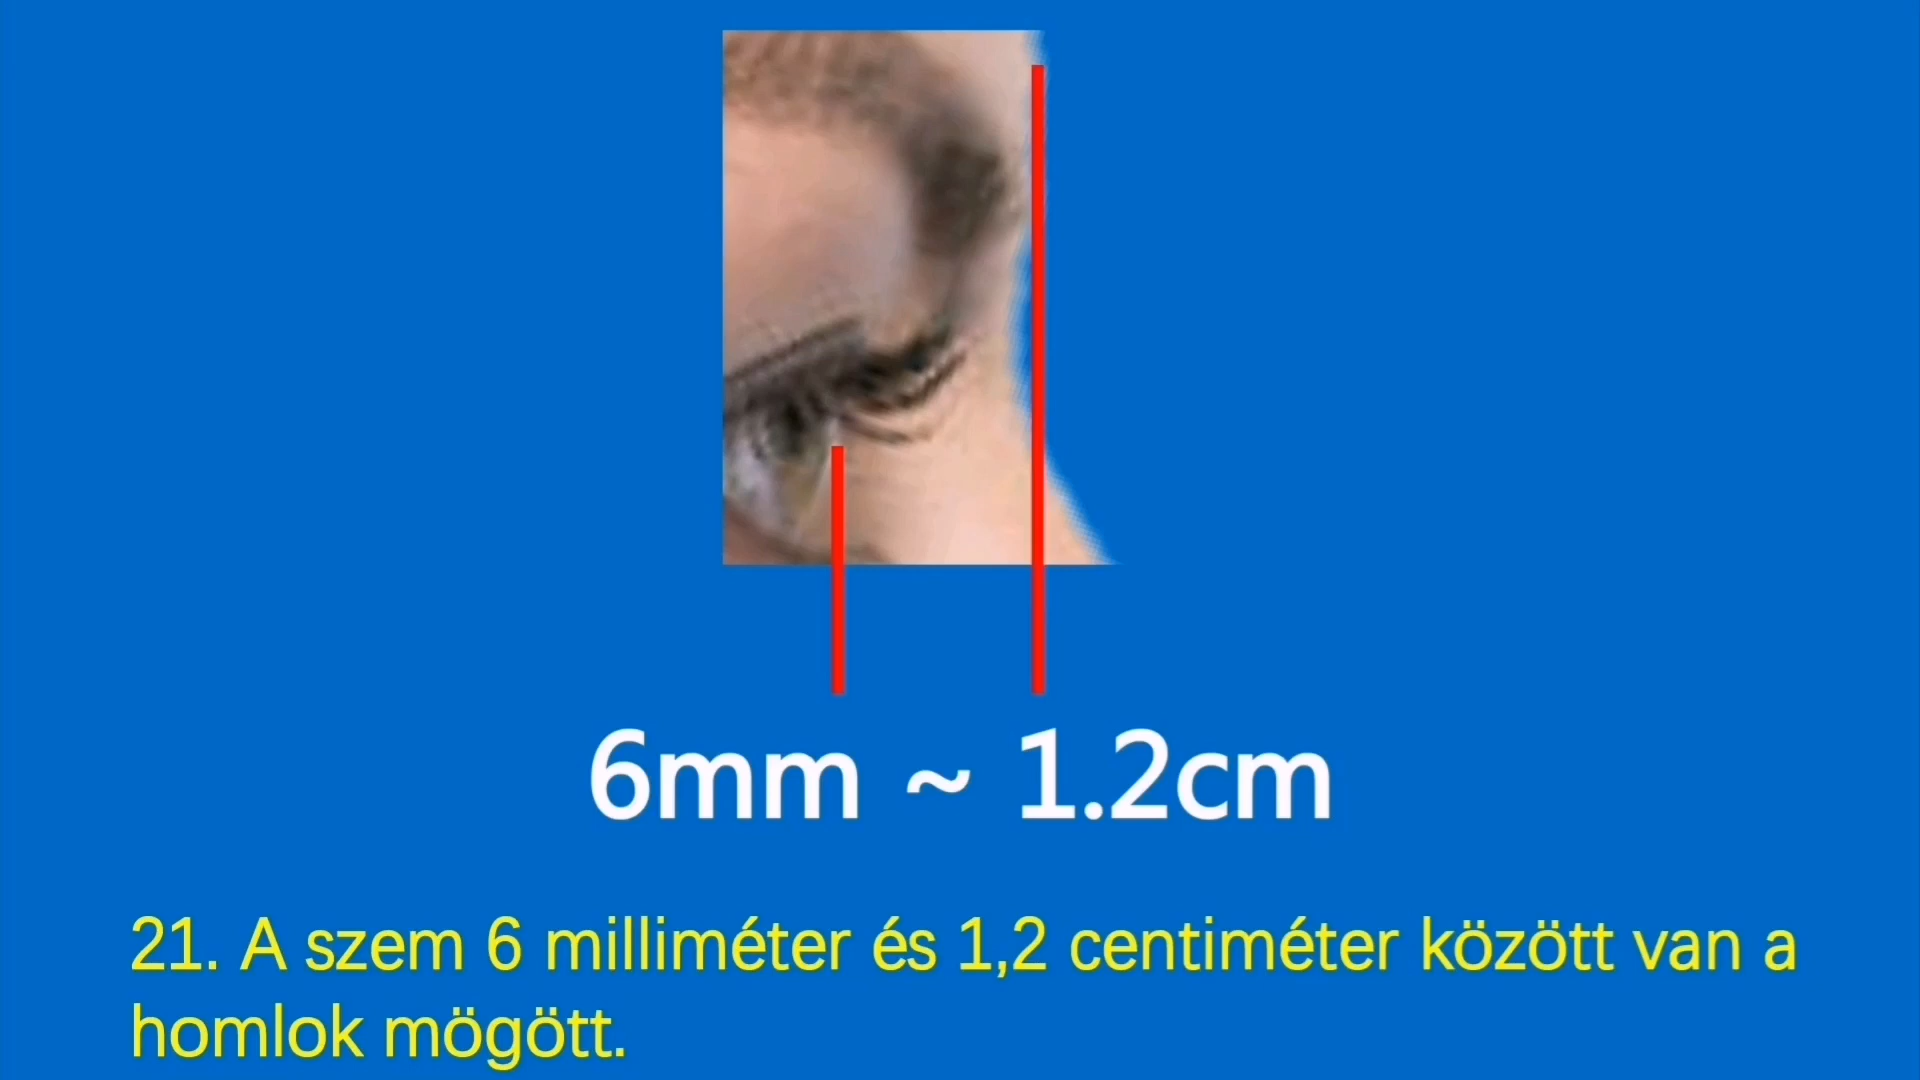 6mm ~ 1.2cm
21. A szem 6 milliméter és 1,2 centiméter között van a
homlok mögött.